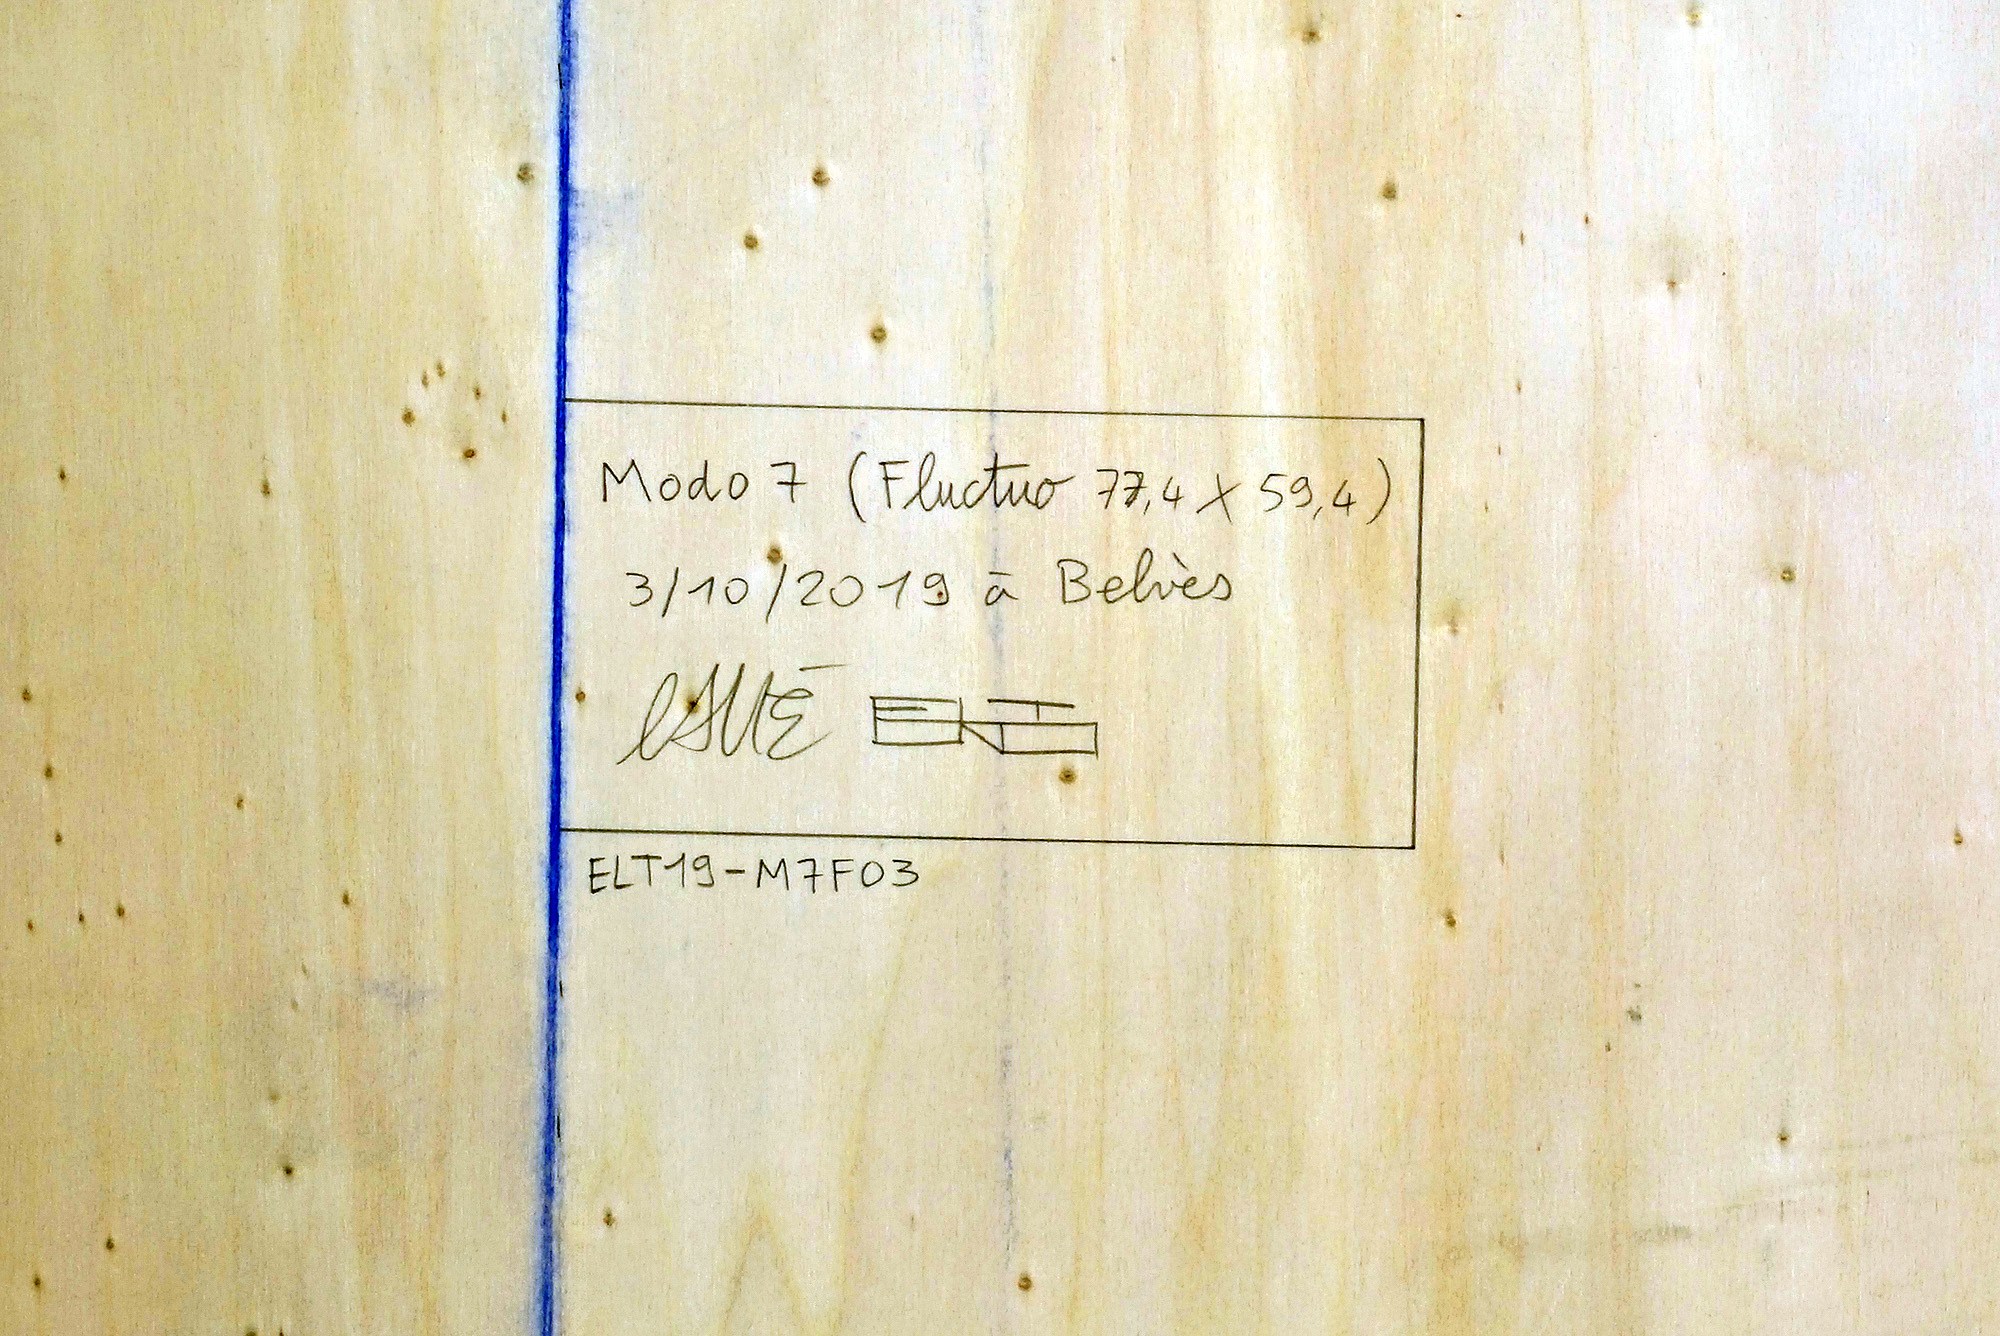 Modo 7 (Fluctuo 77,4 X 59,4)
3/10/2019 à Belvès
ELT19-M7F03